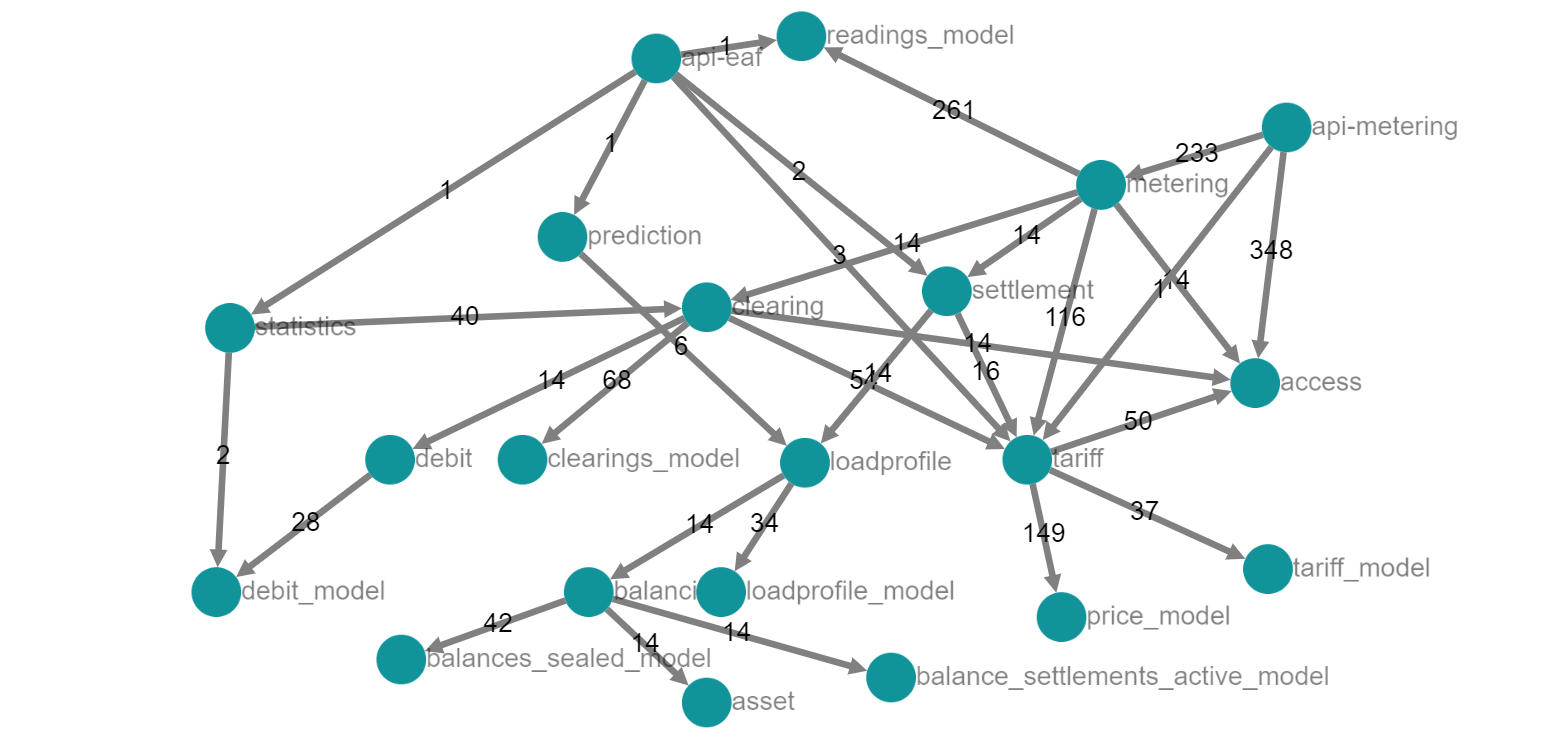 readings_model
1
api-eaf
261
api-metering
233
1
2
metering
1
prediction
14
14
348
3
14
1
settlement
clearing
40
statistics
116
14
6
16
14
14
68
access
50
2
debit
clearings_model
loadprofile
tariff
28
14
34
149
37
tariff_model
debit_model
balanci
loadprofile_model
price_model
42
14
14
balances_sealed_model
balance_settlements_active_model
asset